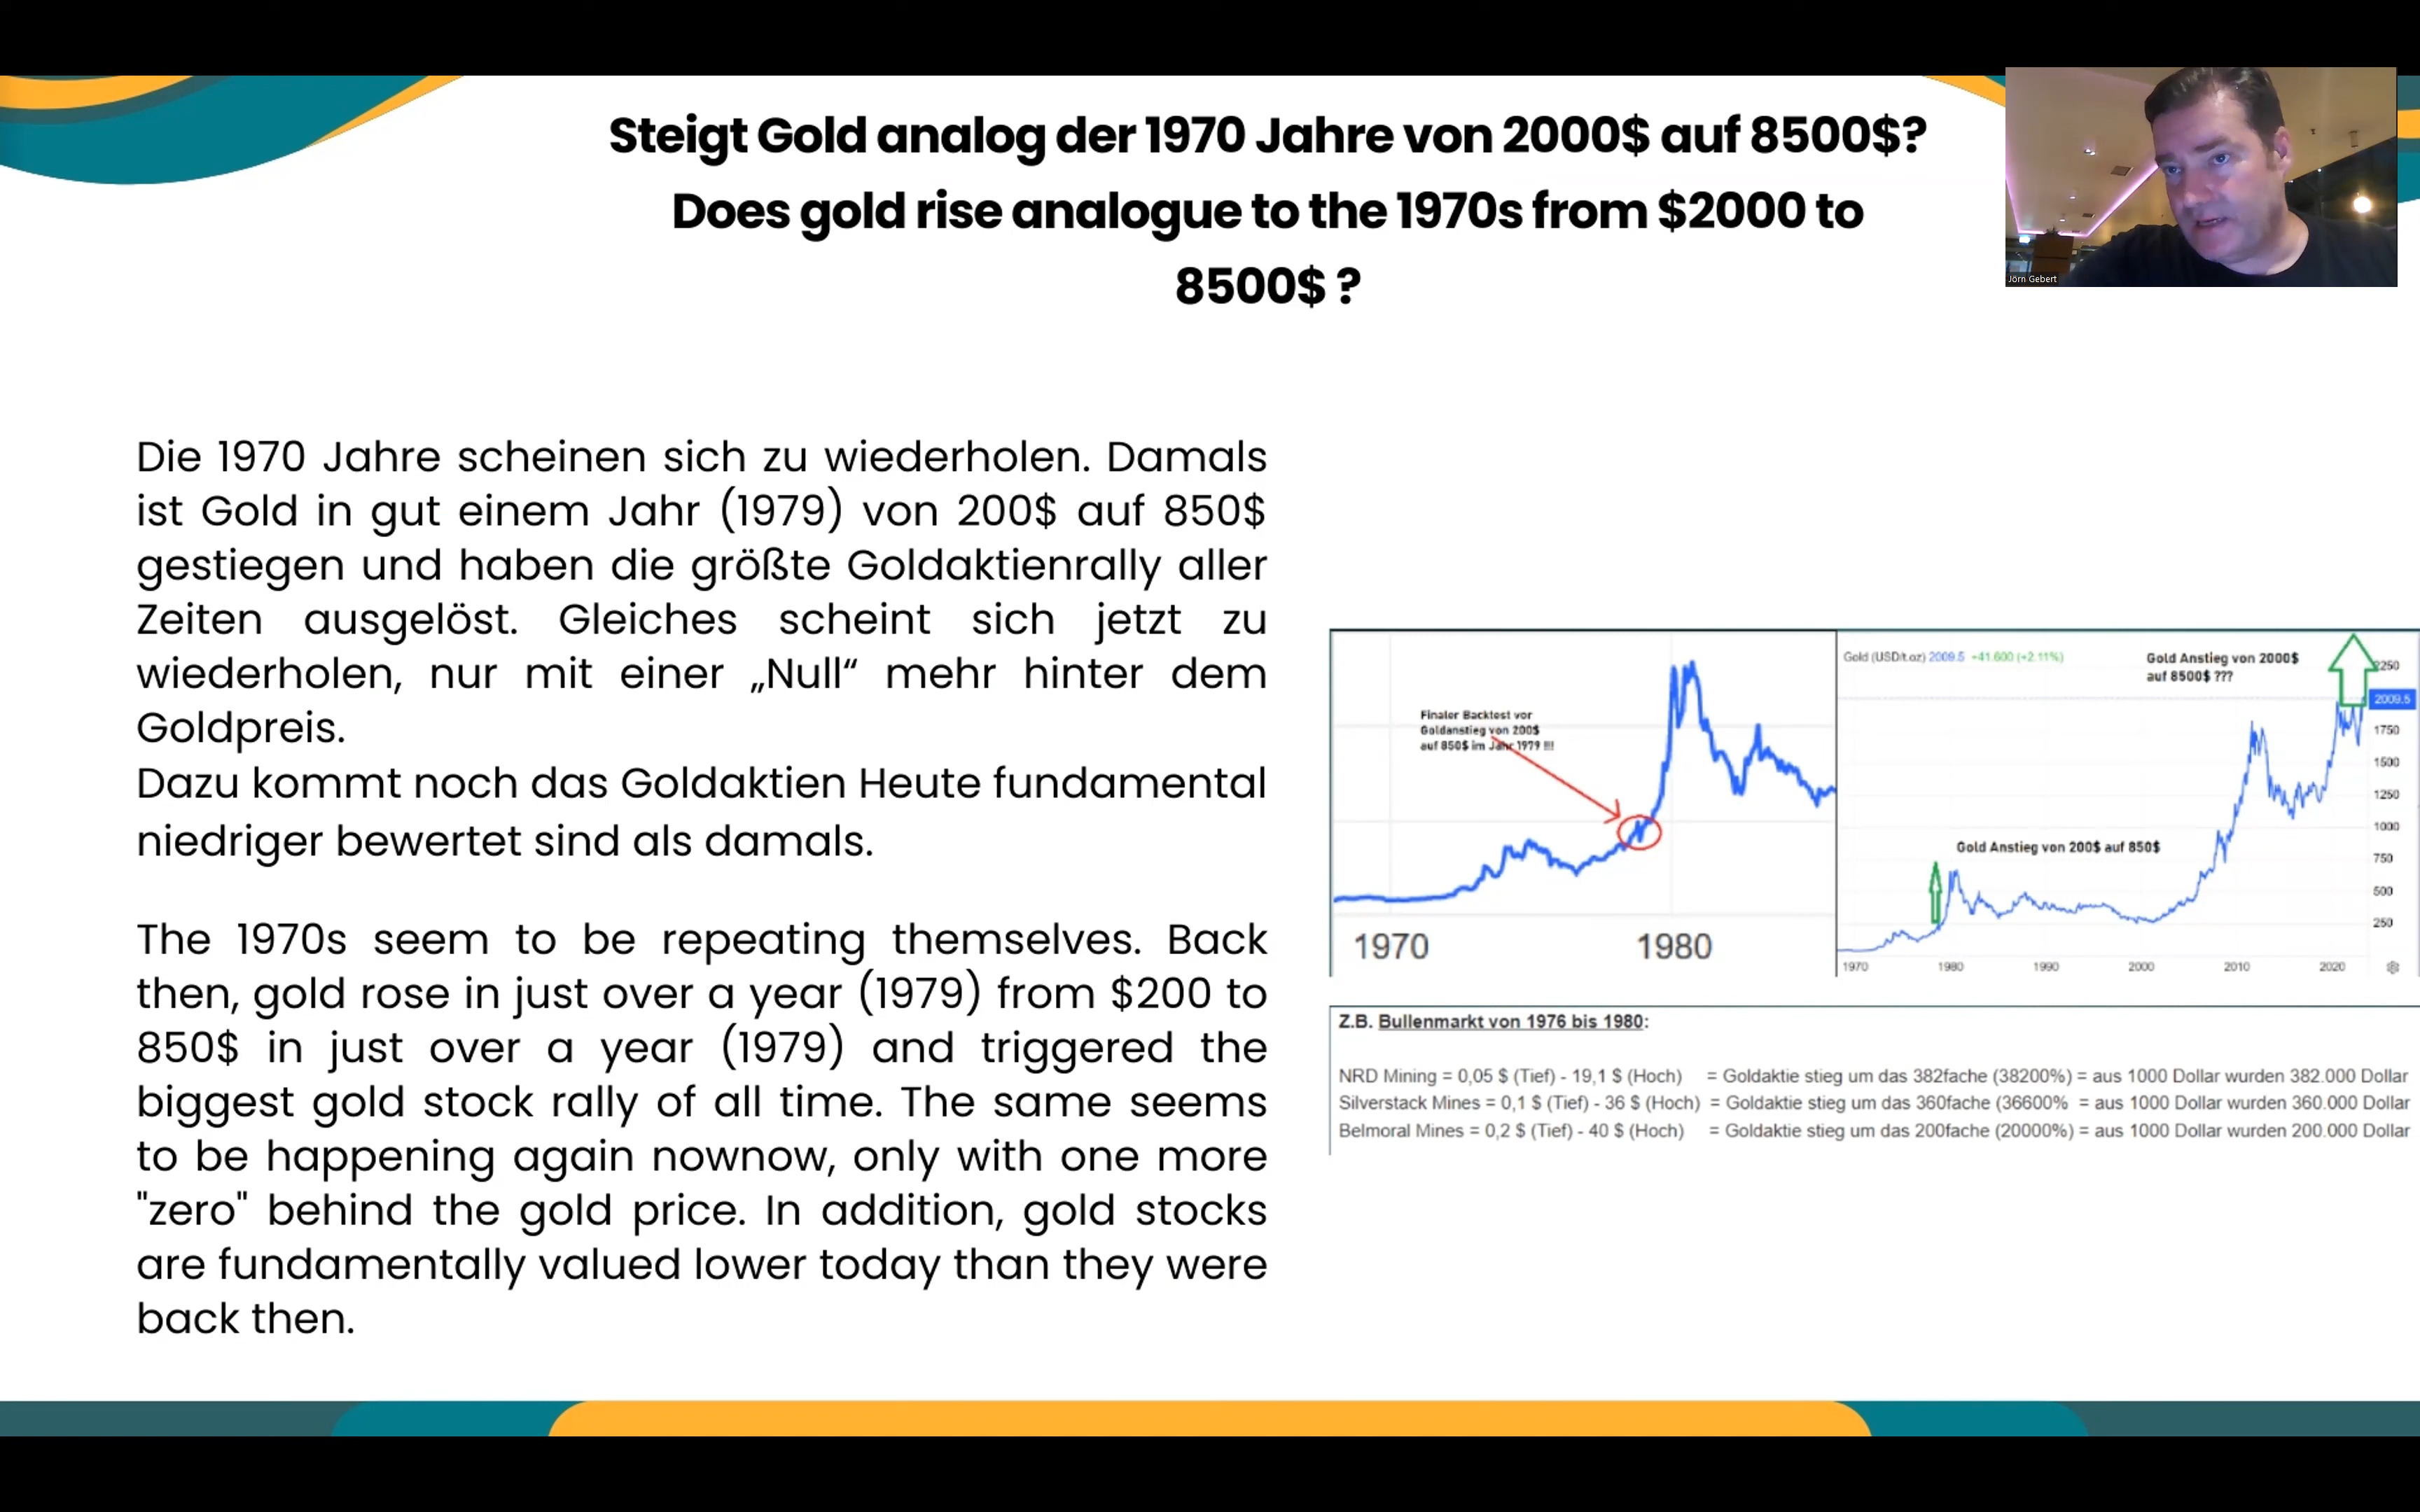 Steigt Gold analog der 1970 Jahre von 2000$ auf 8500$?
Does gold rise analogue to the 1970s from $2000 to
8500$ ?
Jörn Gebert
Die 1970 Jahre scheinen sich zu wiederholen. Damals
ist Gold in gut einem Jahr (1979) von 200$ auf 850$
gestiegen und haben die größte Goldaktienrally aller
Zeiten ausgelöst. Gleiches scheint sich jetzt zu
wiederholen, nur mit einer „Null“ mehr hinter dem
Goldpreis.
Dazu kommt noch das Goldaktien Heute fundamental
niedriger bewertet sind als damals.
The 1970s seem to be repeating themselves. Back
then, gold rose in just over a year (1979) from $200 to
850$ in just over a year (1979) and triggered the
biggest gold stock rally of all time. The same seems
to be happening again nownow, only with one more
"zero" behind the gold price. In addition, gold stocks
are fundamentally valued lower today than they were
back then.
Finaler Backtest vor
Goldanstieg von 200$
auf 850$ im Jahr 1979 !!!
1970
1980
Gold (USD/t.oz) 2009.5 +41.600 (+2.11%)
Gold Anstieg von 2000$
auf 8500$ ???
Gold Anstieg von 200$ auf 850$
2250
2009.5
1750
1500
1250
1000
750
500
250
1970
1980
1990
2000
2010
2020
Z.B. Bullenmarkt von 1976 bis 1980:
NRD Mining = 0,05 $ (Tief) - 19,1 $ (Hoch) = Goldaktie stieg um das 382fache (38200%) = aus 1000 Dollar wurden 382.000 Dollar
Silverstack Mines = 0,1 $ (Tief) - 36 $ (Hoch) = Goldaktie stieg um das 360fache (36600% = aus 1000 Dollar wurden 360.000 Dollar
Belmoral Mines = 0,2 $ (Tief) - 40 $ (Hoch) = Goldaktie stieg um das 200fache (20000%) = aus 1000 Dollar wurden 200.000 Dollar